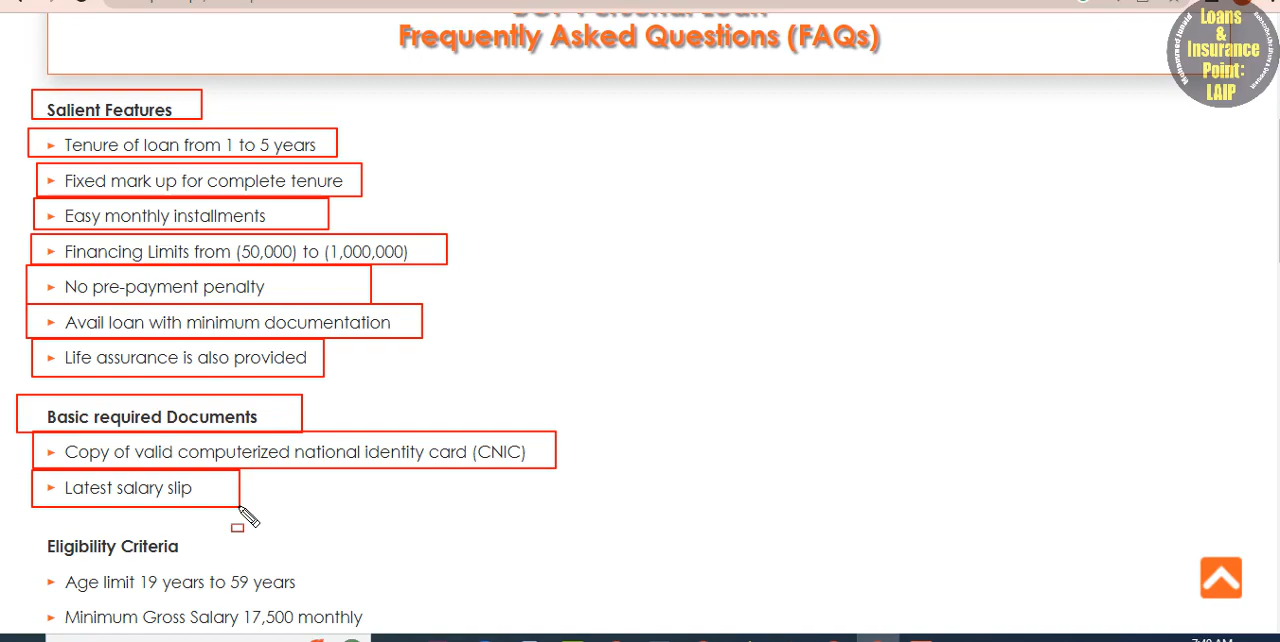 Personal Loan
Frequently Asked Questions (FAQs)
Loans
&
Insurance
Point:
LAIP
Salient Features
Tenure of loan from 1 to 5 years
Fixed mark up for complete tenure
Easy monthly installments
Financing Limits from (50,000) to (1,000,000)
No pre-payment penalty
Avail loan with minimum documentation
Life assurance is also provided
Basic required Documents
Copy of valid computerized national identity card (CNIC)
Latest salary slip
Eligibility Criteria
Age limit 19 years to 59 years
Minimum Gross Salary 17,500 monthly